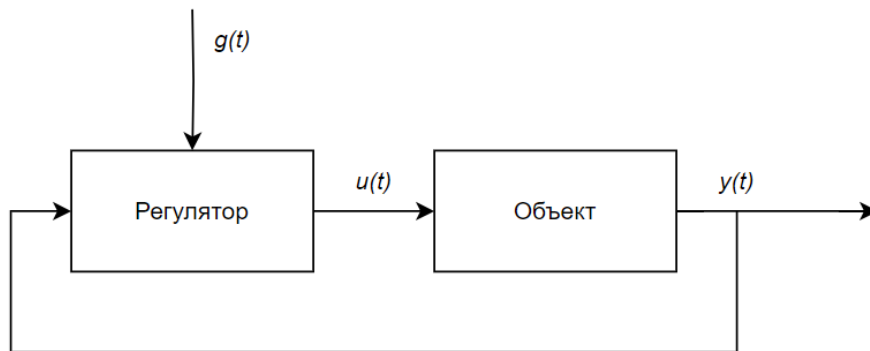 g(t)
Регулятор
u(t)
Объект
y(t)